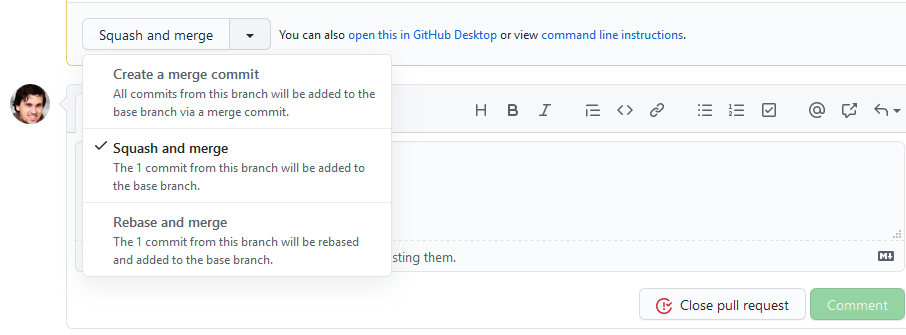 Squash and merge
You can also open this in GitHub Desktop or view command line instructions.
Create a merge commit
All commits from this branch will be added to the
base branch via a merge commit.
Squash and merge
The 1 commit from this branch will be added to
the base branch.
Rebase and merge
The 1 commit from this branch will be rebased
and added to the base branch.
H B I
@
sting them.
M
Close pull request
Comment